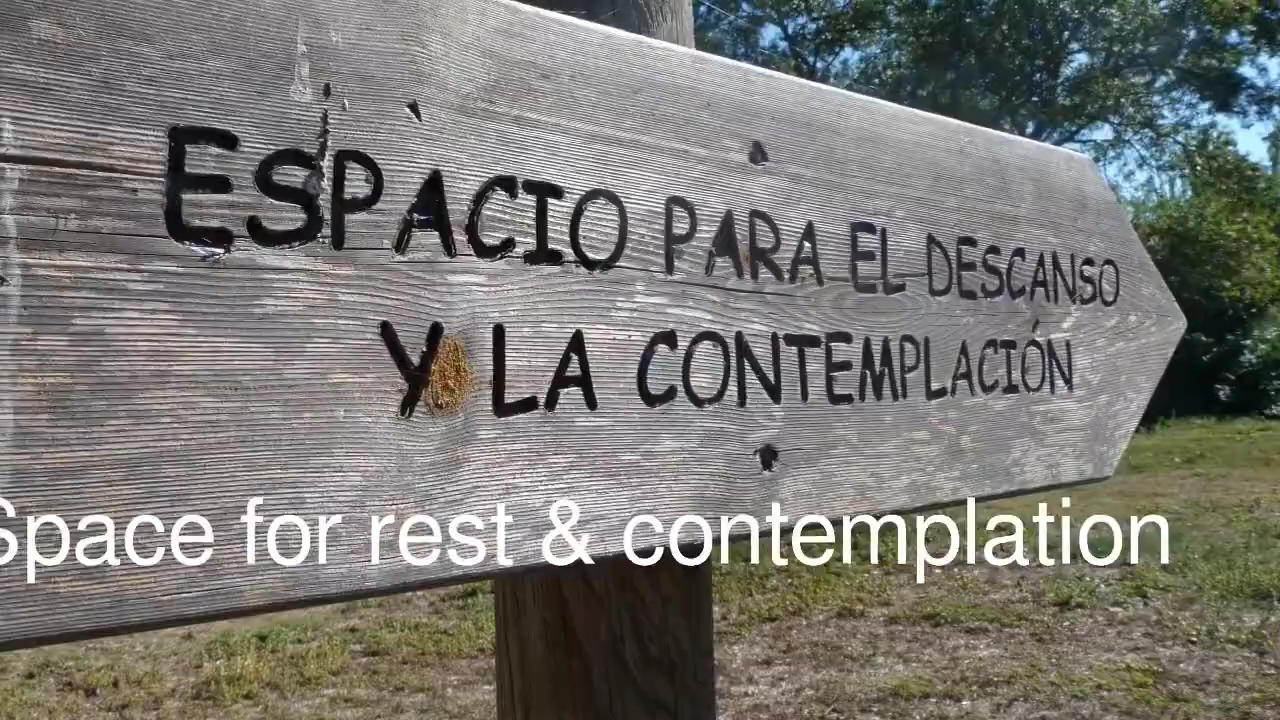 ESPACIO PARA EL DESCANSO
Y LA CONTEMPLACIÓN
Space for rest & contemplation